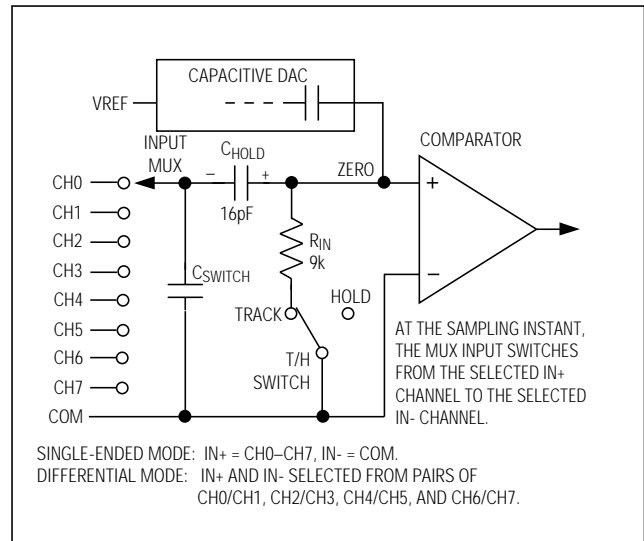 CAPACITIVE DAC
VREF
INPUT
MUX
CHOLD
– +
16pF
ZERO
COMPARATOR
+
–
RIN
9k
CSWITCH
TRACK
HOLD
T/H
SWITCH
CH0
CH1
CH2
CH3
CH4
CH5
CH6
CH7
COM
AT THE SAMPLING INSTANT,
THE MUX INPUT SWITCHES
FROM THE SELECTED IN+
CHANNEL TO THE SELECTED
IN- CHANNEL.
SINGLE-ENDED MODE: IN+ = CH0–CH7, IN- = COM.
DIFFERENTIAL MODE: IN+ AND IN- SELECTED FROM PAIRS OF
CH0/CH1, CH2/CH3, CH4/CH5, AND CH6/CH7.